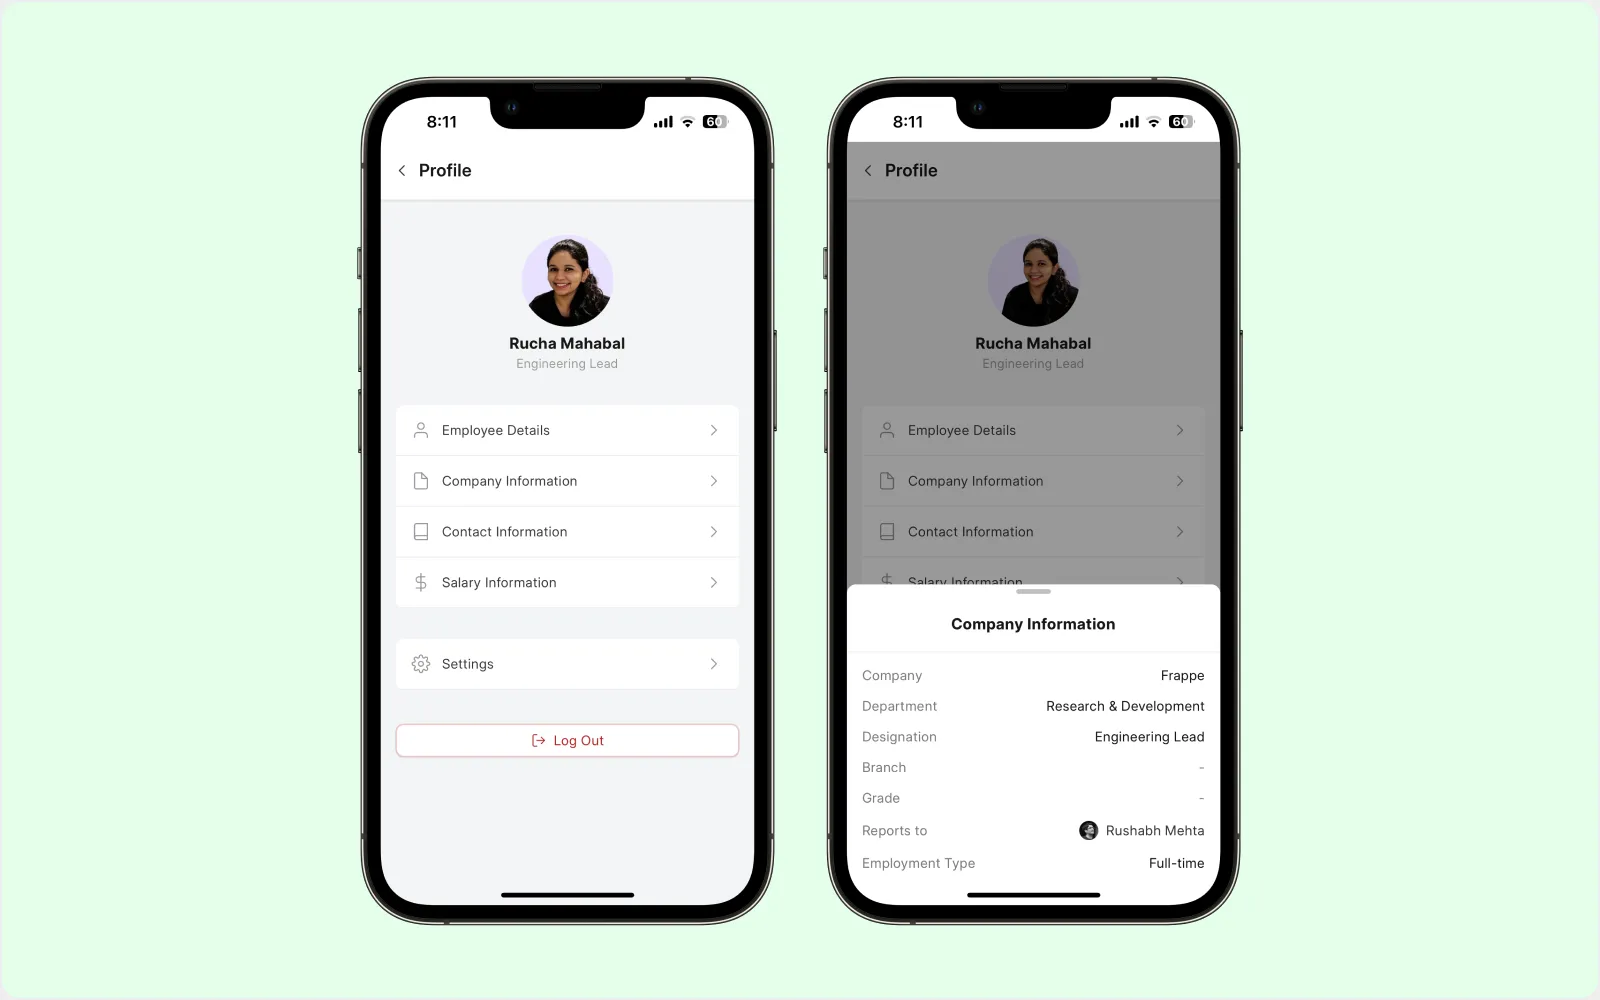 8:11
60
Profile
Rucha Mahabal
Engineering Lead
Employee Details
Company Information
Contact Information
Salary Information
Settings
Log Out
8:11
60
Profile
Rucha Mahabal
Engineering Lead
Employee Details
Company Information
Contact Information
Salary Information
Company Information
Company Frappe
Department Research & Development
Designation Engineering Lead
Branch -
Grade -
Reports to Rushabh Mehta
Employment Type Full-time